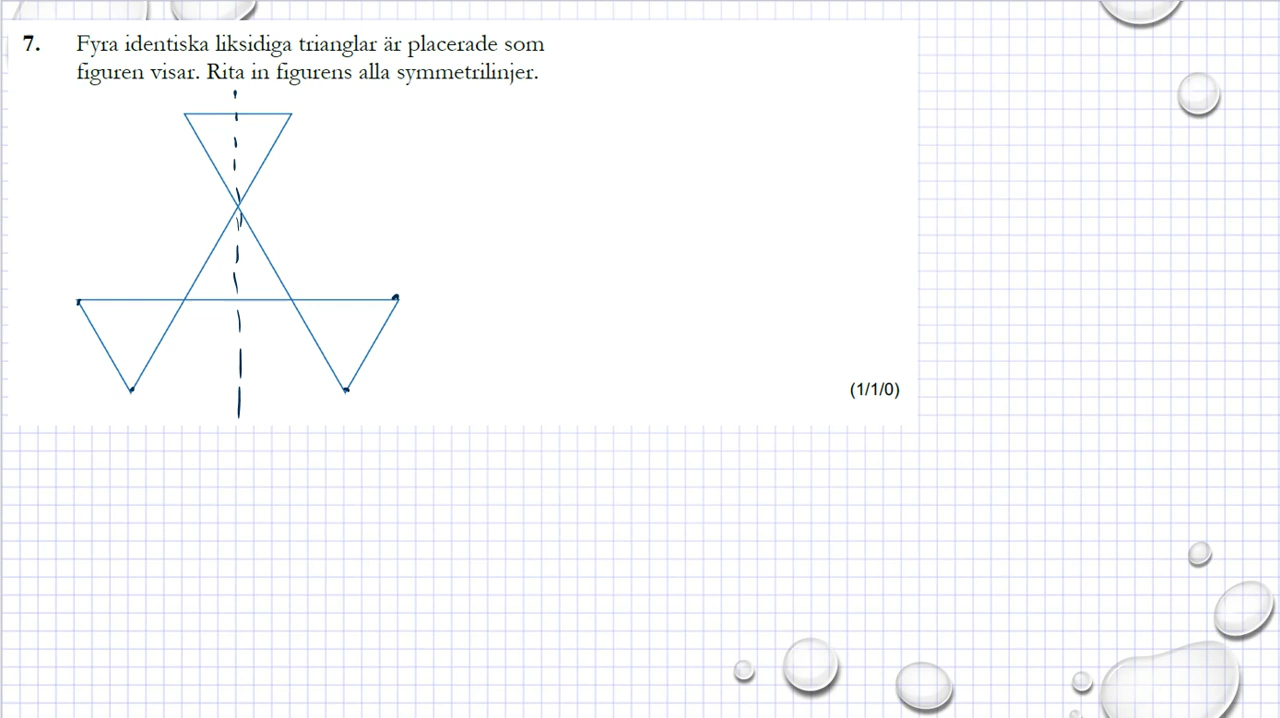 7. Fyra identiska liksidiga trianglar är placerade som
figuren visar. Rita in figurens alla symmetrilinjer.
(1/1/0)